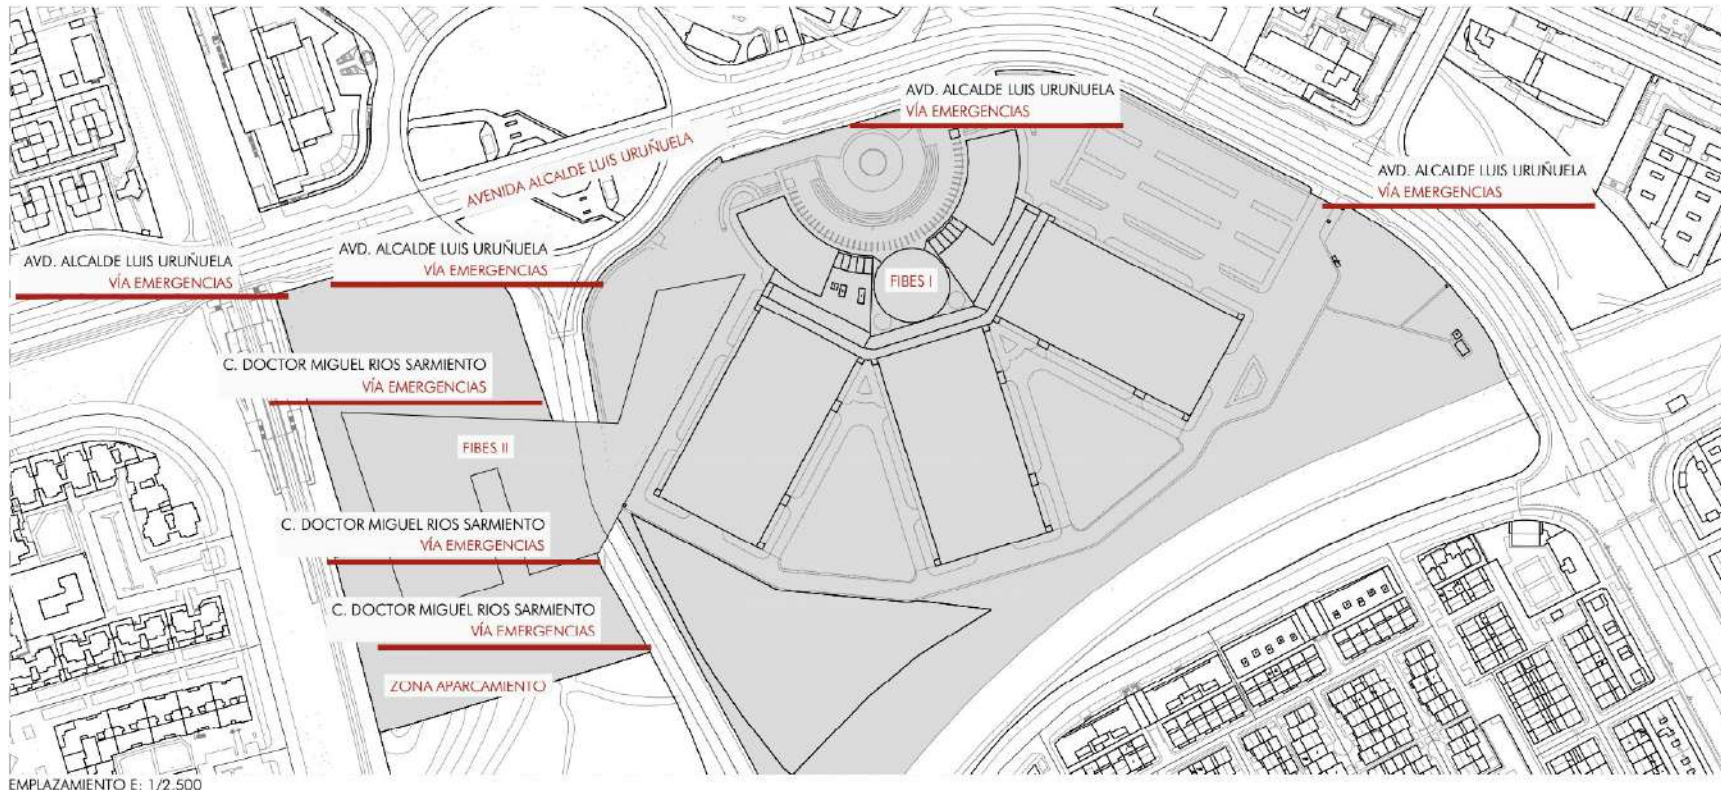 AVD. ALCALDE LUIS URUÑUELA
VÍA EMERGENCIAS
AVENIDA ALCALDE LUIS URUÑUELA
AVD. ALCALDE LUIS URUÑUELA
VÍA EMERGENCIAS
AVD. ALCALDE LUIS URUÑUELA
VÍA EMERGENCIAS
AVD. ALCALDE LUIS URUÑUELA
VÍA EMERGENCIAS
FIBES I
C. DOCTOR MIGUEL RIOS SARMIENTO
VÍA EMERGENCIAS
FIBES II
C. DOCTOR MIGUEL RIOS SARMIENTO
VÍA EMERGENCIAS
C. DOCTOR MIGUEL RIOS SARMIENTO
VÍA EMERGENCIAS
ZONA APARCAMIENTO
EMPLAZAMIENTO E: 1/2.500